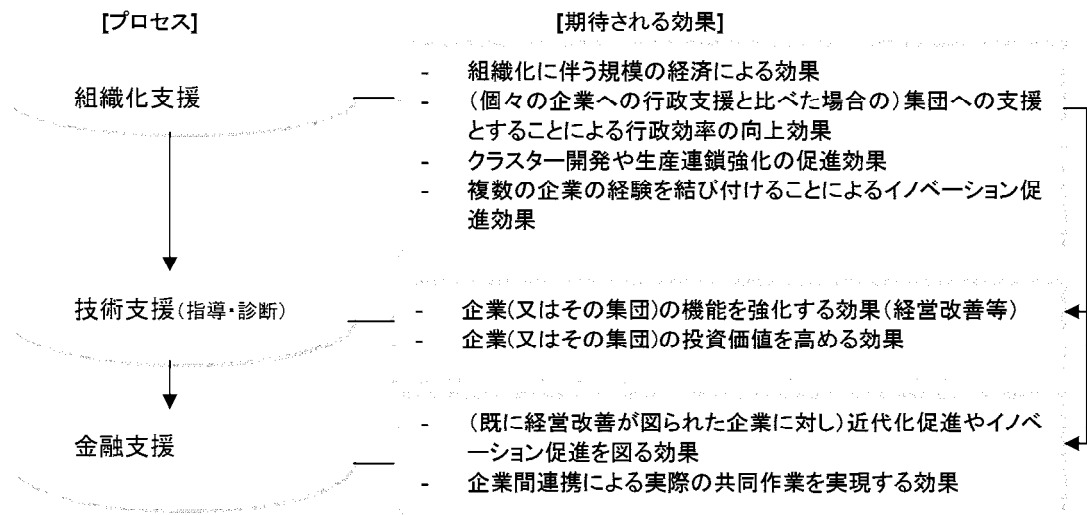 [プロセス]
[期待される効果]
組織化支援
- 組織化に伴う規模の経済による効果
- （個々の企業への行政支援と比べた場合の）集団への支援
とすることによる行政効率の向上効果
- クラスター開発や生産連鎖強化の促進効果
- 複数の企業の経験を結び付けることによるイノベーション促
進効果
技術支援（指導・診断）
- 企業(又はその集団)の機能を強化する効果（経営改善等）
- 企業(又はその集団)の投資価値を高める効果
金融支援
- （既に経営改善が図られた企業に対し）近代化促進やイノベ
ーション促進を図る効果
- 企業間連携による実際の共同作業を実現する効果